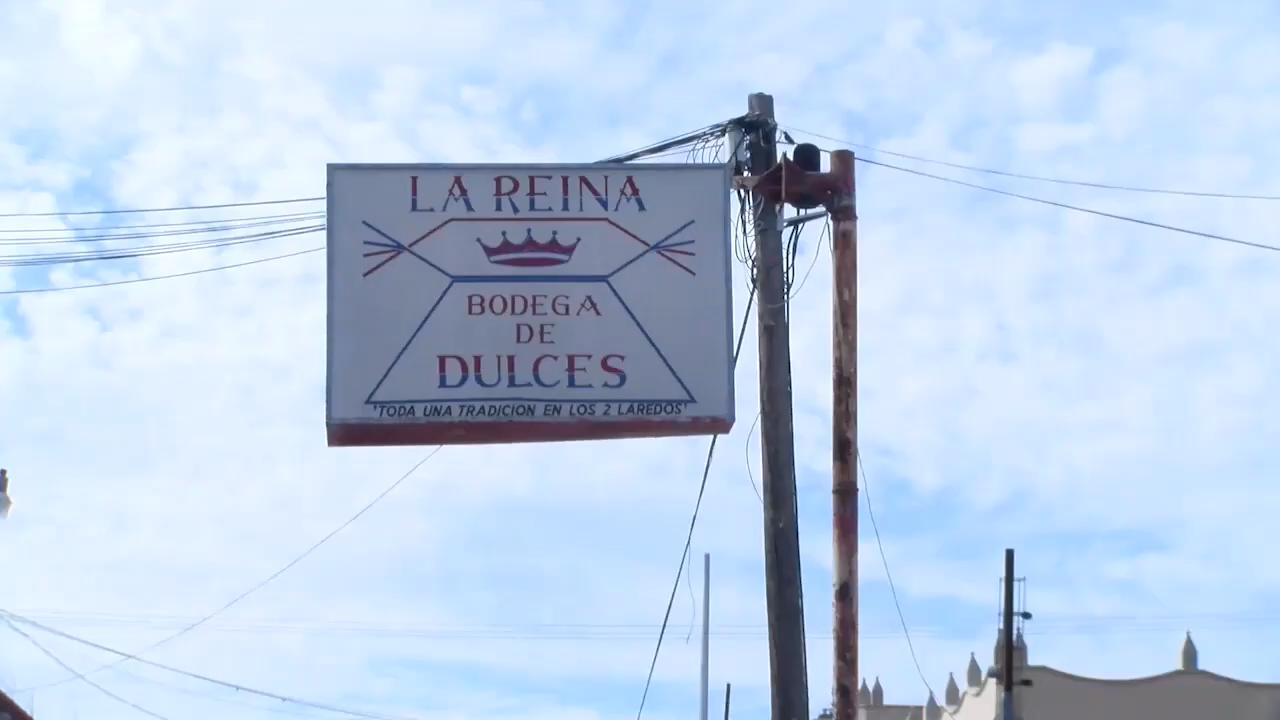 LA REINA
BODEGA
DE
DULCES
'TODA UNA TRADICION EN LOS 2 LAREDOS'